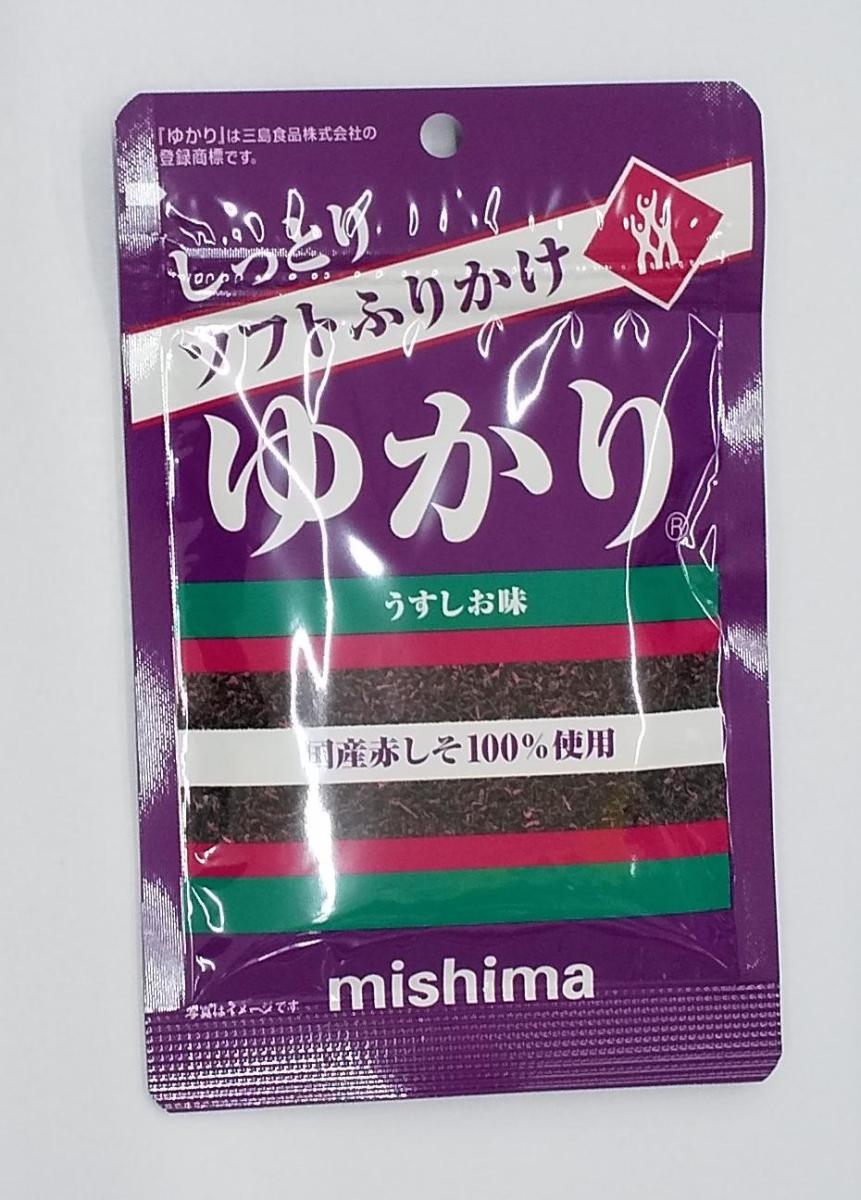 『ゆかり』は三島食品株式会社の
登録商標です。
しっとり
ソフトふりかけ
ゆかり®
うすしお味
国産赤しそ100%使用
mishima
写真はイメージです